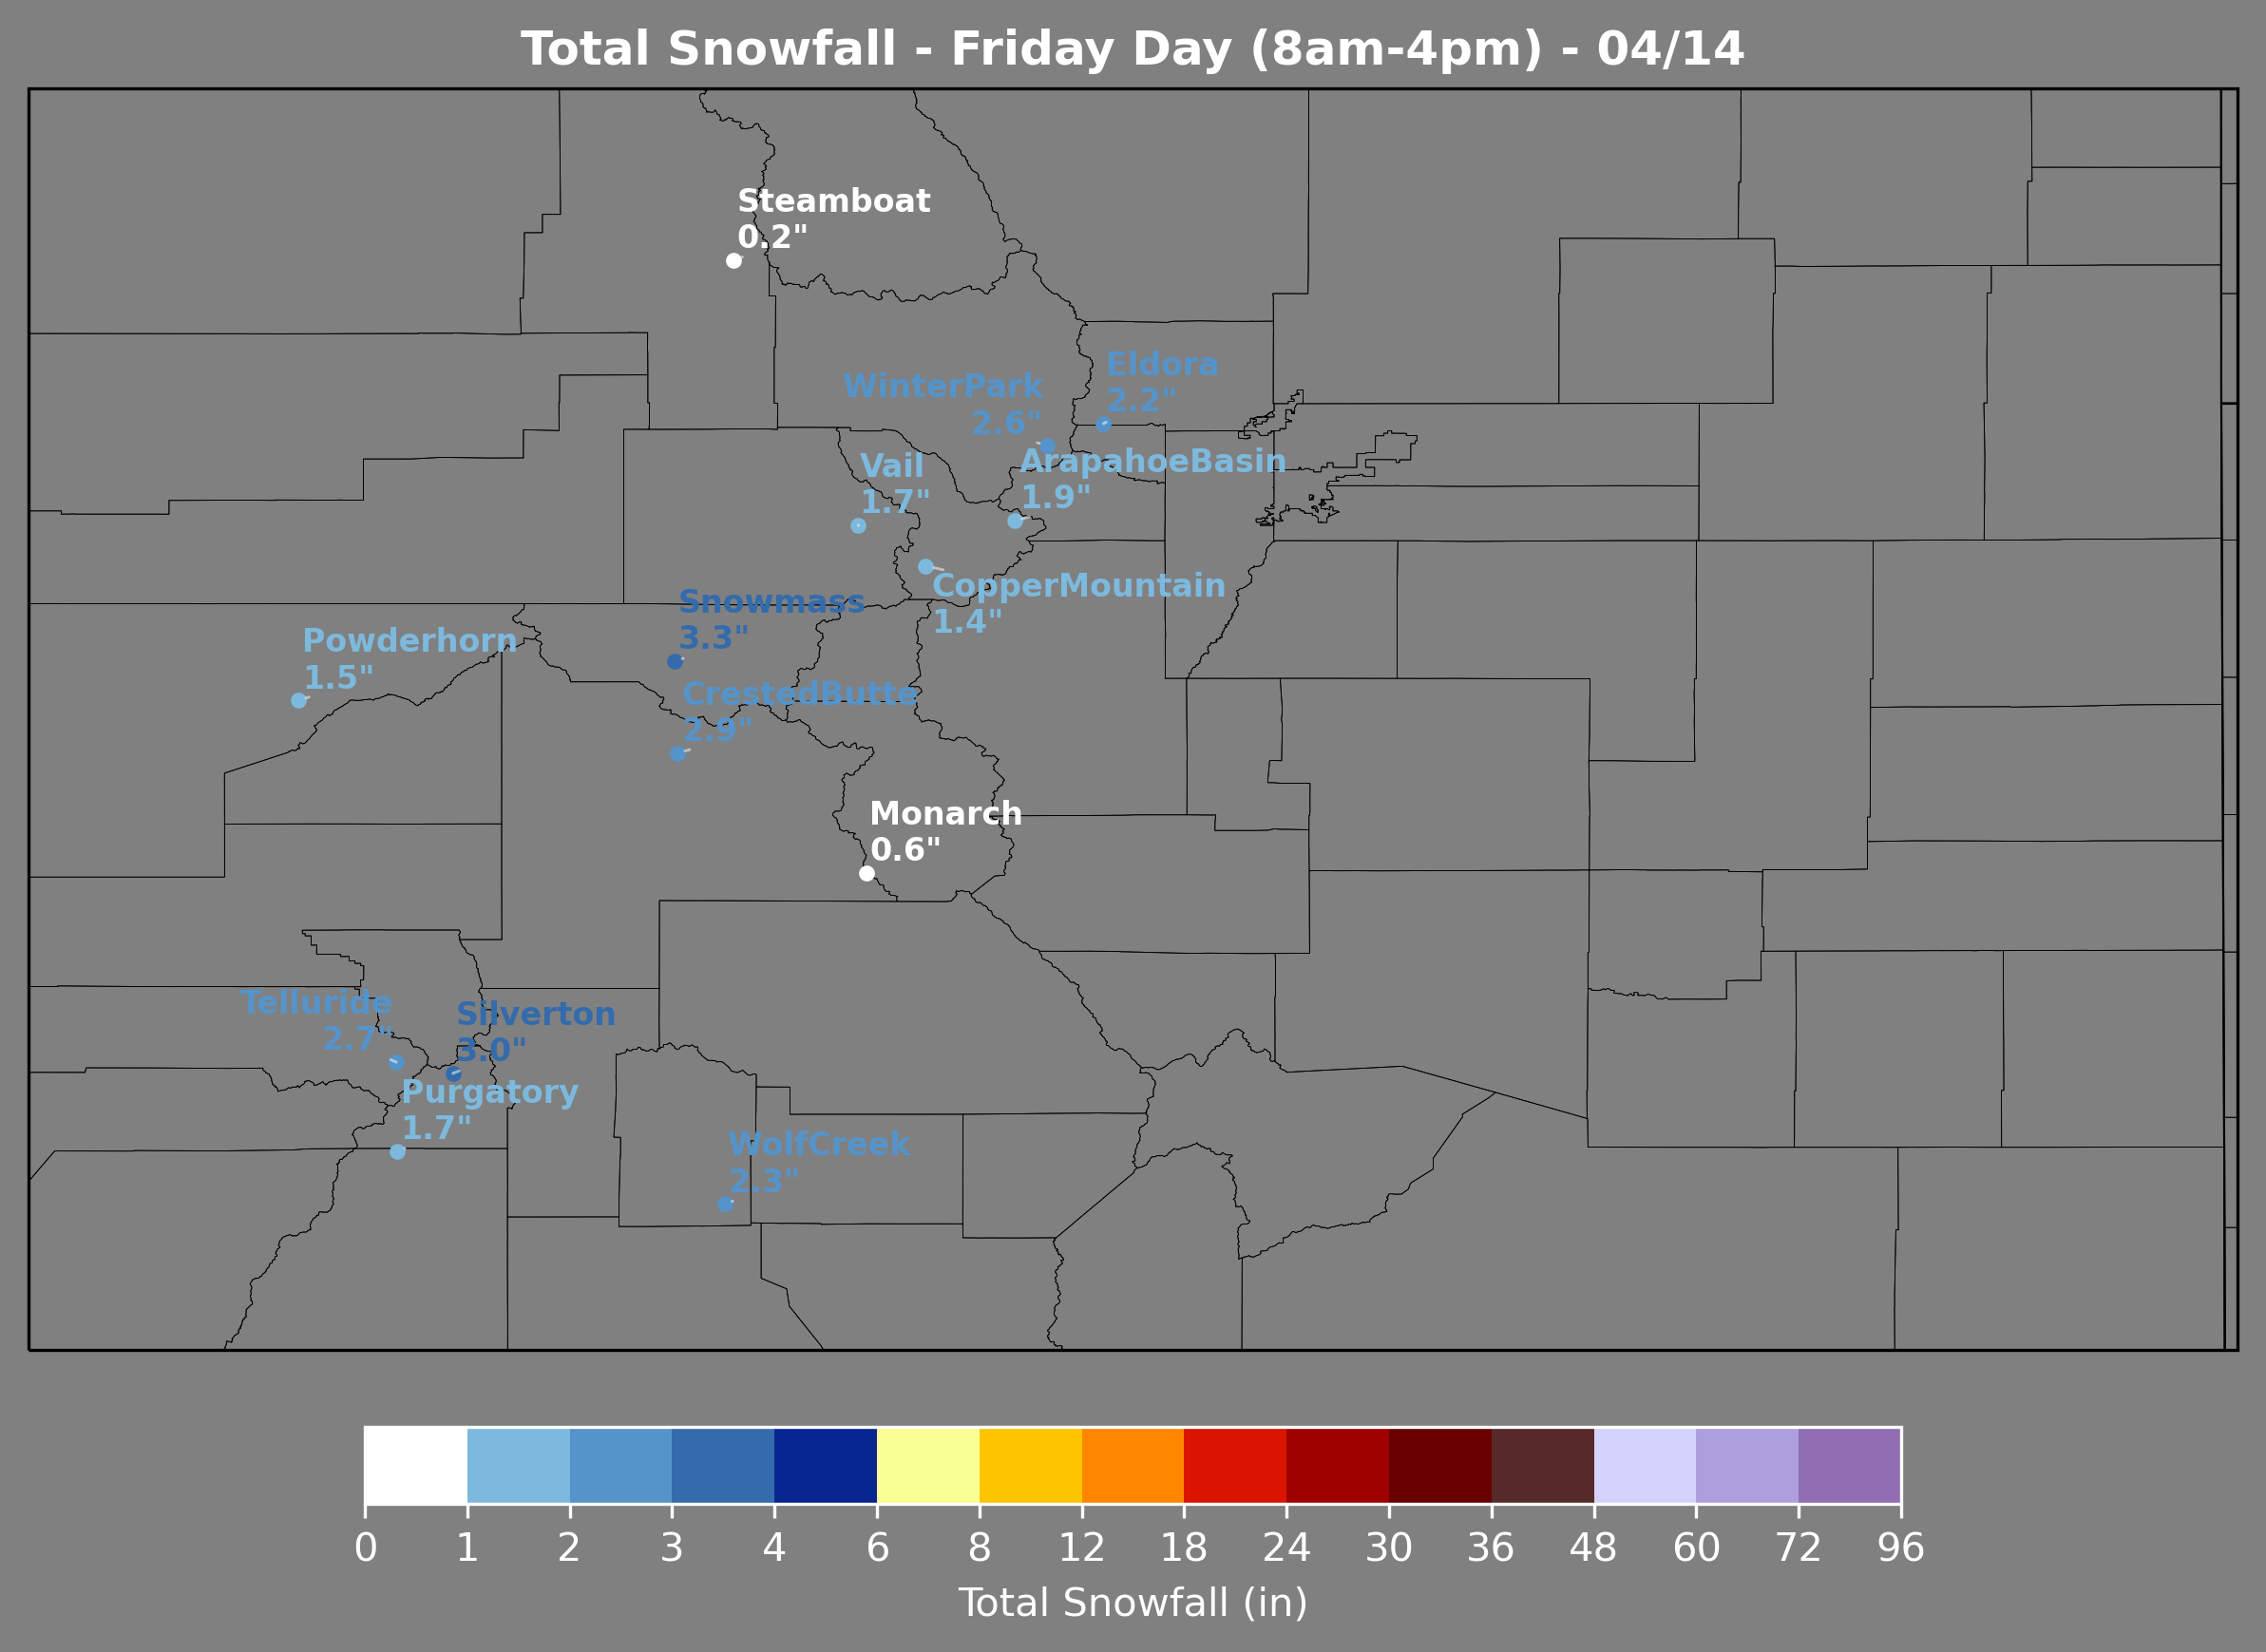 Total Snowfall - Friday Day (8am-4pm) - 04/14
Steamboat
0.2"
Eldora
2.2"
WinterPark
2.6"
Vail
1.7"
ArapahoeBasin
1.9"
CopperMountain
1.4"
Snowmass
3.3"
Powderhorn
1.5"
CrestedButte
2.9"
Monarch
0.6"
Telluride
2.7"
Silverton
3.0"
Purgatory
1.7"
WolfCreek
2.3"
0 1 2 3 4 6 8 12 18 24 30 36 48 60 72 96
Total Snowfall (in)